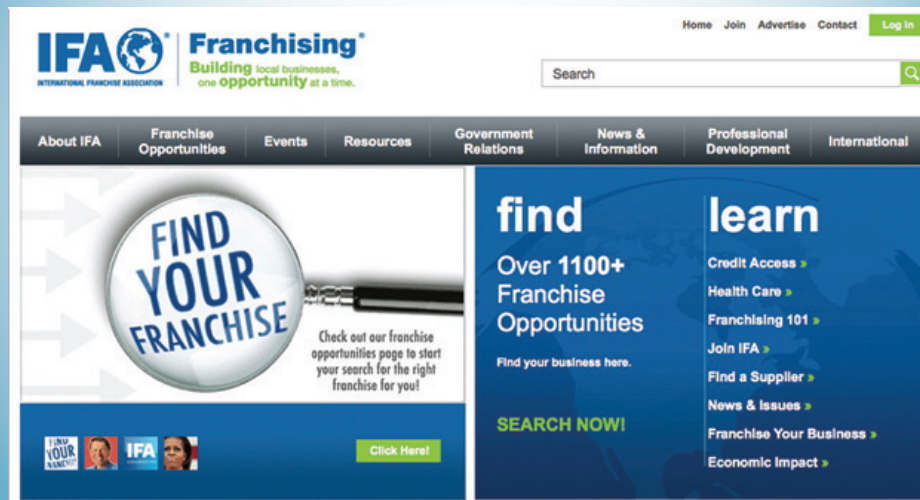 Home Join Advertise Contact Log in
IFA
INTERNATIONAL FRANCHISE ASSOCIATION
Franchising®
Building local businesses,
one opportunity at a time.
Search
About IFA
Franchise
Opportunities
Events
Resources
Government
Relations
News &
Information
Professional
Development
International
FIND
YOUR
FRANCHISE
Check out our franchise
opportunities page to start
your search for the right
franchise for you!
FIND
YOUR
FRANCHISE
IFA
Click Here!
find
Over 1100+
Franchise
Opportunities
Find your business here.
SEARCH NOW!
learn
Credit Access »
Health Care »
Franchising 101 »
Join IFA »
Find a Supplier »
News & Issues »
Franchise Your Business »
Economic Impact »